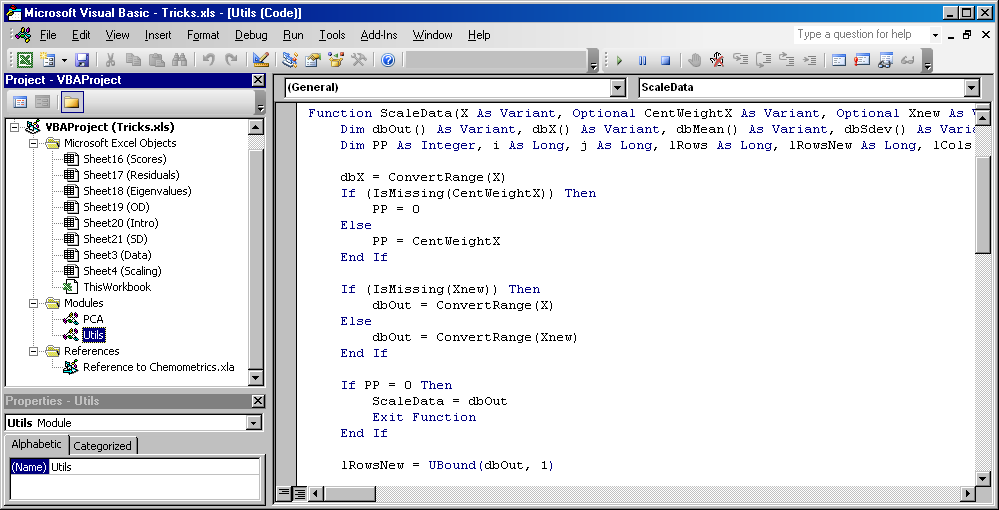 Microsoft Visual Basic - Tricks.xls - [Utils (Code)]
File Edit View Insert Format Debug Run Tools Add-Ins Window Help
Type a question for help
Project - VBAProject
VBAProject (Tricks.xls)
Microsoft Excel Objects
Sheet16 (Scores)
Sheet17 (Residuals)
Sheet18 (Eigenvalues)
Sheet19 (OD)
Sheet20 (Intro)
Sheet21 (SD)
Sheet3 (Data)
Sheet4 (Scaling)
ThisWorkbook
Modules
PCA
Utils
References
Reference to Chemometrics.xla
Properties - Utils
Utils Module
Alphabetic Categorized
(Name) Utils
(General) ScaleData
Function ScaleData(X As Variant, Optional CentWeightX As Variant, Optional Xnew As
Dim dbOut() As Variant, dbX() As Variant, dbMean() As Variant, dbSdev() As
Dim PP As Integer, i As Long, j As Long, lRows As Long, lRowsNew As Long, lCols
dbX = ConvertRange(X)
If (IsMissing(CentWeightX)) Then
PP = 0
Else
PP = CentWeightX
End If
If (IsMissing(Xnew)) Then
dbOut = ConvertRange(X)
Else
dbOut = ConvertRange(Xnew)
End If
If PP = 0 Then
ScaleData = dbOut
Exit Function
End If
lRowsNew = UBound(dbOut, 1)